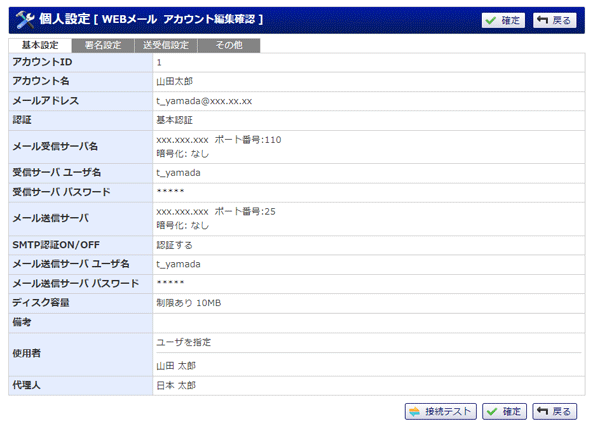 個人設定 [ WEBメール アカウント編集確認 ] 確定 戻る
基本設定 署名設定 送受信設定 その他
アカウントID 1
アカウント名 山田太郎
メールアドレス t_yamada@xxx.xx.xx
認証 基本認証
メール受信サーバ名 xxx.xxx.xxx ポート番号:110
暗号化: なし
受信サーバ ユーザ名 t_yamada
受信サーバ パスワード *****
メール送信サーバ xxx.xxx.xxx ポート番号:25
暗号化: なし
SMTP認証ON/OFF 認証する
メール送信サーバ ユーザ名 t_yamada
メール送信サーバ パスワード *****
ディスク容量 制限あり 10MB
備考
使用者 ユーザを指定
山田 太郎
代理人 日本 太郎
接続テスト 確定 戻る